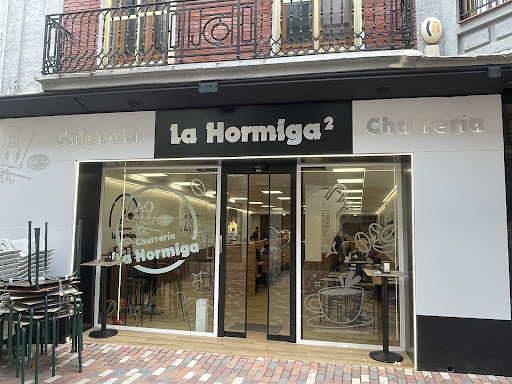 Cafetería
La Hormiga²
Churrería
Churrería
La Hormiga